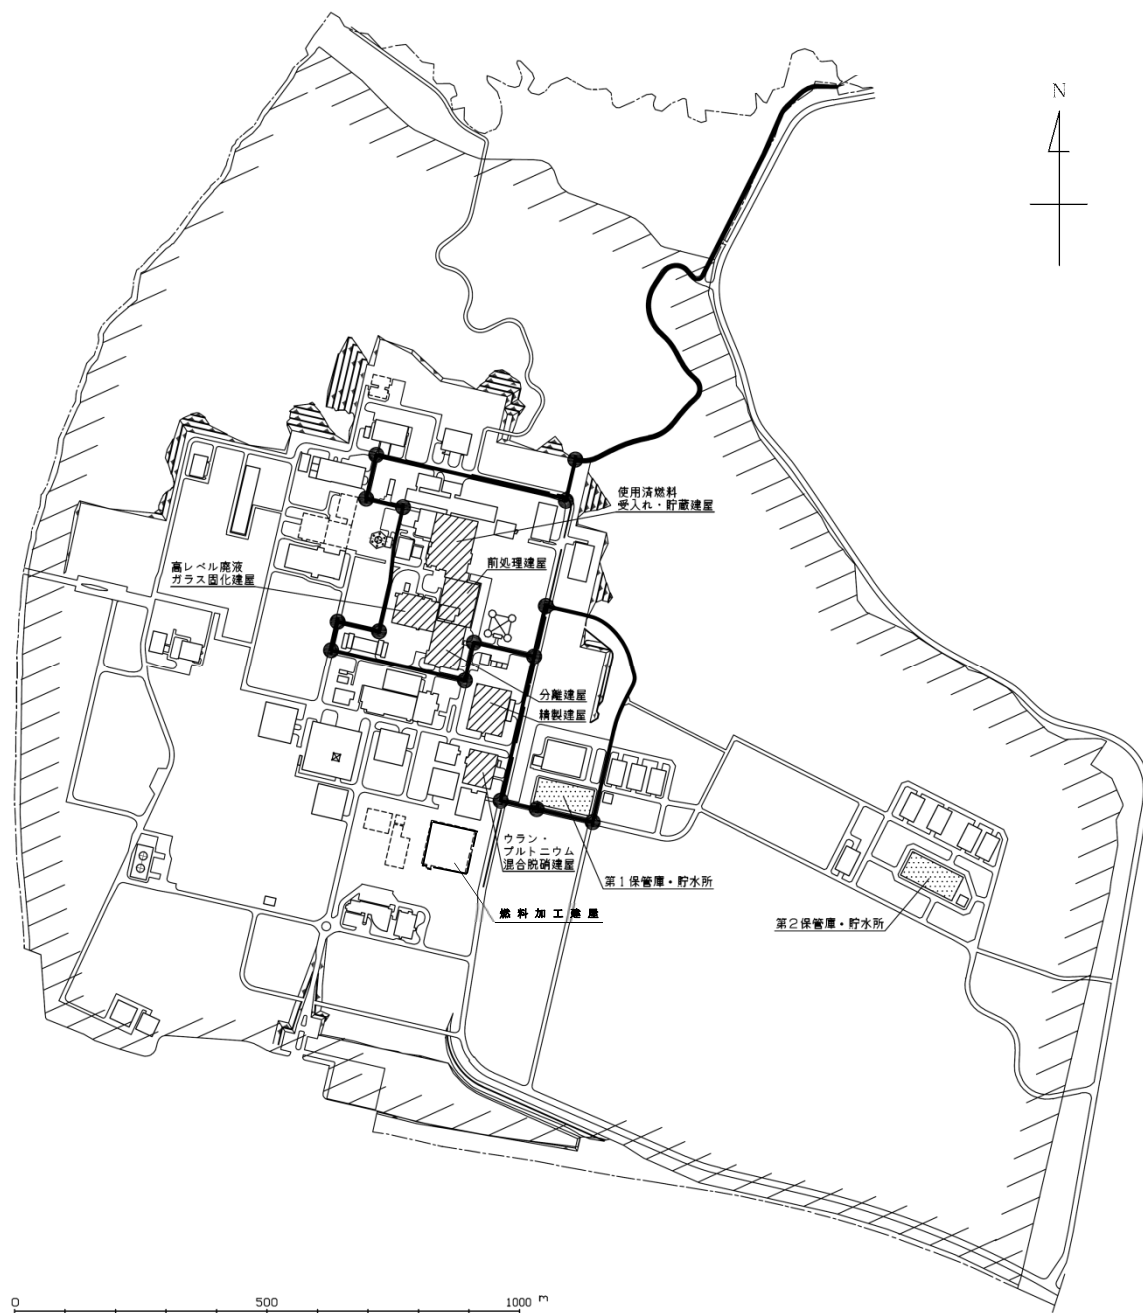 N
使用済燃料
受入れ・貯蔵建屋
前処理建屋
高レベル廃液
ガラス固化建屋
分離建屋
精製建屋
ウラン・
プルトニウム
混合脱硝建屋
第1保管庫・貯水所
燃料加工建屋
第2保管庫・貯水所
0 500 1000 m